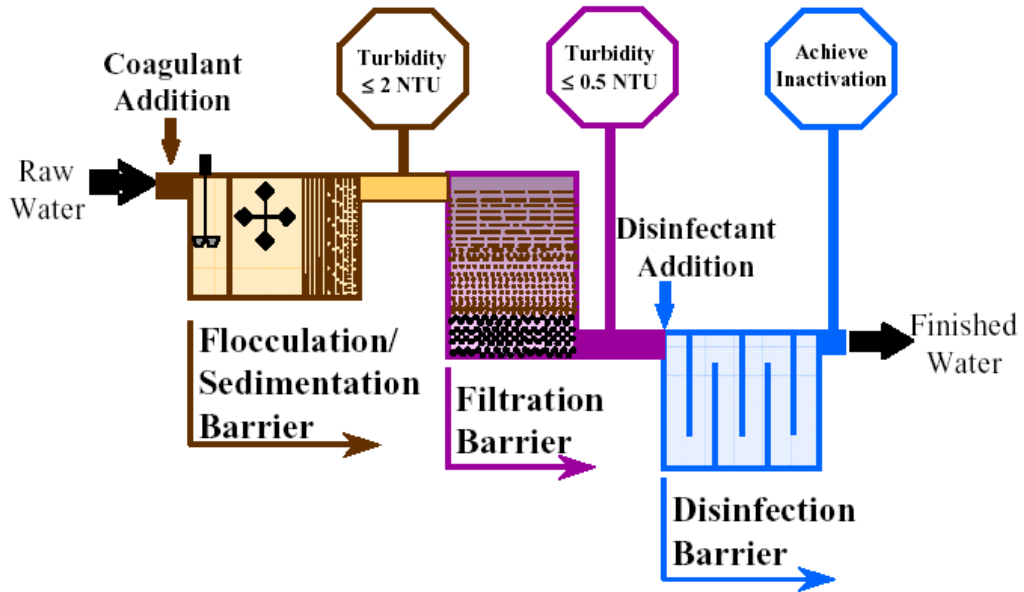 Coagulant
Addition
Turbidity
≤ 2 NTU
Turbidity
≤ 0.5 NTU
Achieve
Inactivation
Raw
Water
Disinfectant
Addition
Finished
Water
Flocculation/
Sedimentation
Barrier
Filtration
Barrier
Disinfection
Barrier